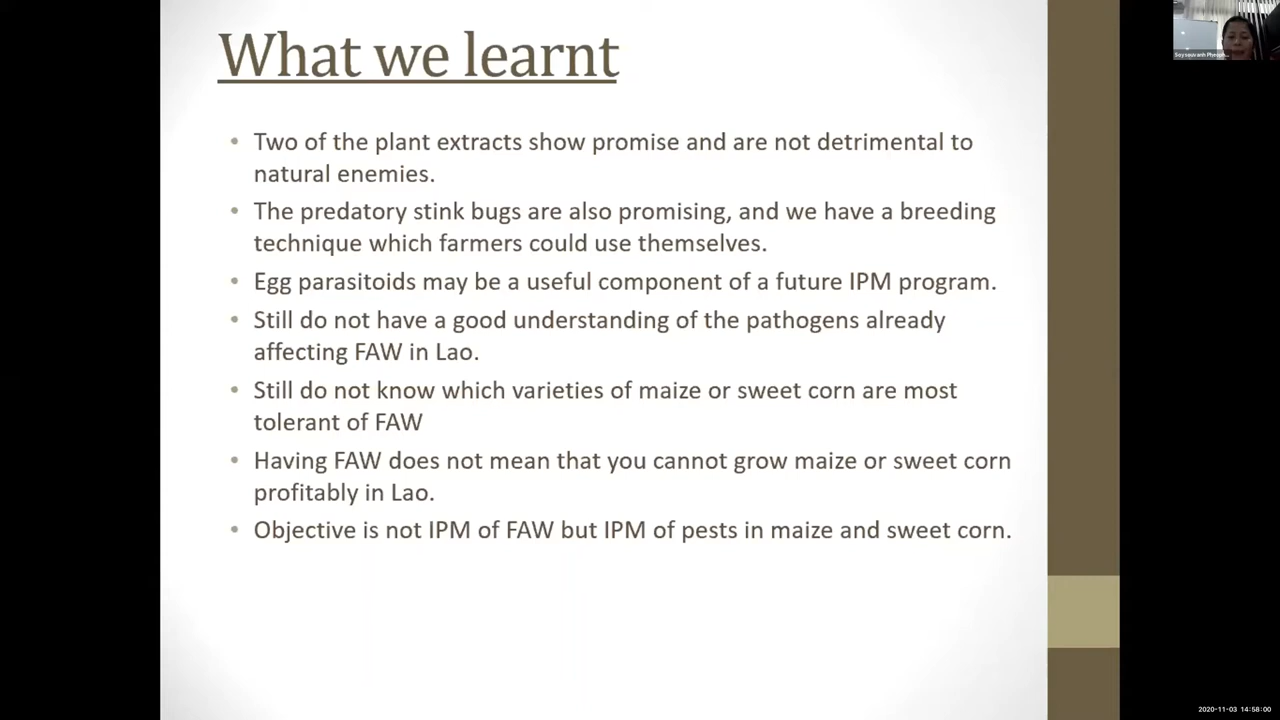 What we learnt
• Two of the plant extracts show promise and are not detrimental to
natural enemies.
• The predatory stink bugs are also promising, and we have a breeding
technique which farmers could use themselves.
• Egg parasitoids may be a useful component of a future IPM program.
• Still do not have a good understanding of the pathogens already
affecting FAW in Lao.
• Still do not know which varieties of maize or sweet corn are most
tolerant of FAW
• Having FAW does not mean that you cannot grow maize or sweet corn
profitably in Lao.
• Objective is not IPM of FAW but IPM of pests in maize and sweet corn.
2020-11-03 14:58:00